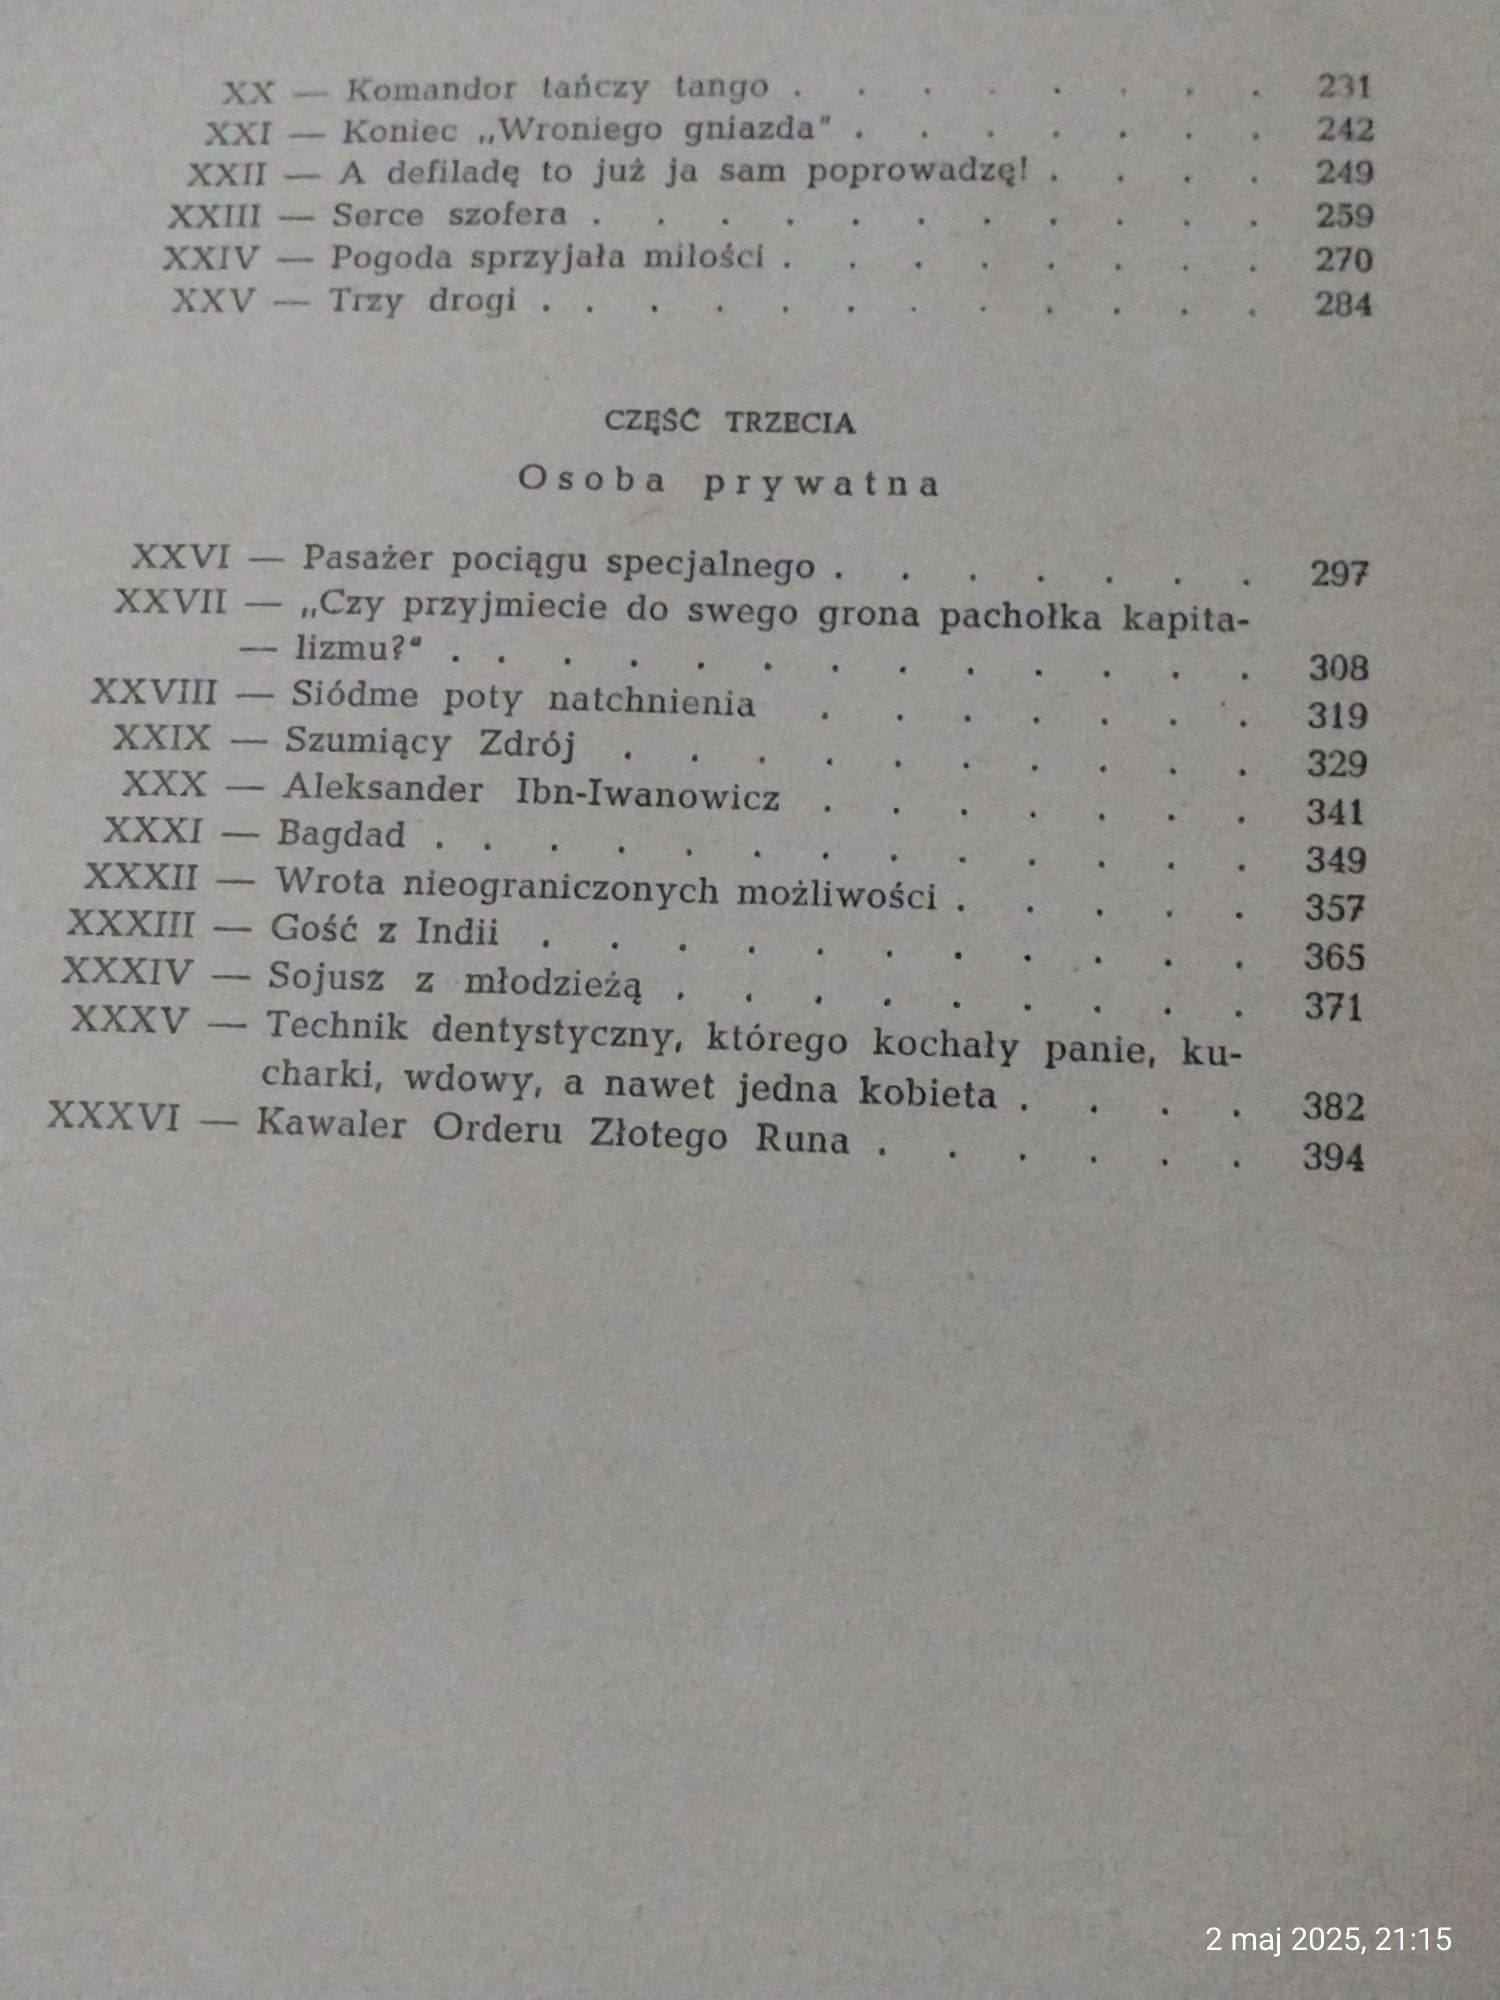 XX — Komandor tańczy tango . . . . . . . . 231
XXI — Koniec „Wroniego gniazda" . . . . . . . 242
XXII — A defiladę to już ja sam poprowadzę! . . . . 249
XXIII — Serce szofera . . . . . . . . . . . 259
XXIV — Pogoda sprzyjała miłości . . . . . . . . 270
XXV — Trzy drogi . . . . . . . . . . . . 284
CZĘŚĆ TRZECIA
Osoba prywatna
XXVI — Pasażer pociągu specjalnego . . . . . . . 297
XXVII — „Czy przyjmiecie do swego grona pachołka kapita-
— lizmu?" . . . . . . . . . . . . . 308
XXVIII — Siódme poty natchnienia . . . . . . . 319
XXIX — Szumiący Zdrój . . . . . . . . . . 329
XXX — Aleksander Ibn-Iwanowicz . . . . . . . 341
XXXI — Bagdad . . . . . . . . . . . . . 349
XXXII — Wrota nieograniczonych możliwości . . . . . 357
XXXIII — Gość z Indii . . . . . . . . . . . 365
XXXIV — Sojusz z młodzieżą . . . . . . . . . 371
XXXV — Technik dentystyczny, którego kochały panie, ku-
charki, wdowy, a nawet jedna kobieta . . . . 382
XXXVI — Kawaler Orderu Złotego Runa . . . . . . 394
2 maj 2025, 21:15